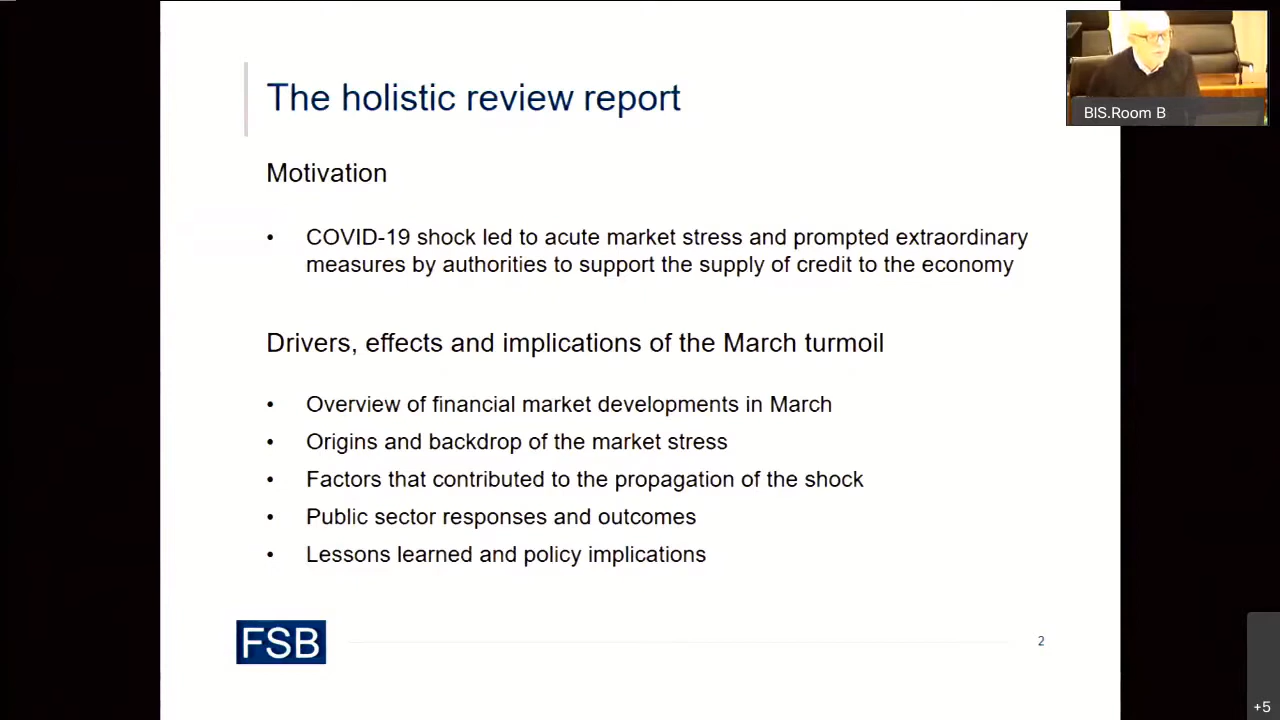 The holistic review report
BIS.Room B
Motivation
• COVID-19 shock led to acute market stress and prompted extraordinary
measures by authorities to support the supply of credit to the economy
Drivers, effects and implications of the March turmoil
• Overview of financial market developments in March
• Origins and backdrop of the market stress
• Factors that contributed to the propagation of the shock
• Public sector responses and outcomes
• Lessons learned and policy implications
FSB
2
+5